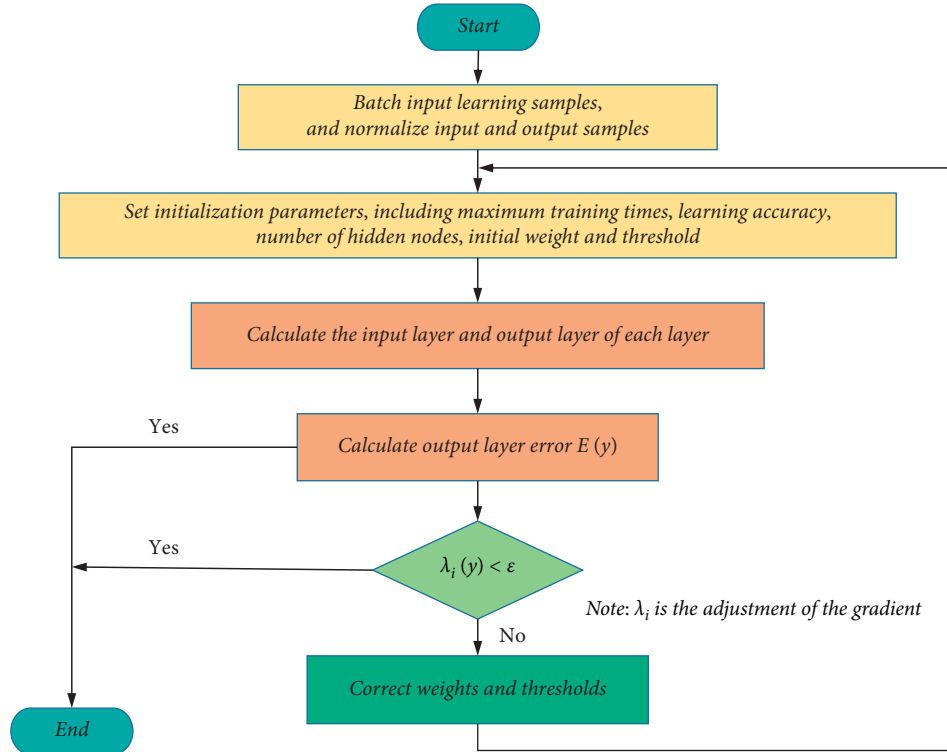 Start
Batch input learning samples,
and normalize input and output samples
Set initialization parameters, including maximum training times, learning accuracy,
number of hidden nodes, initial weight and threshold
Calculate the input layer and output layer of each layer
Yes
Calculate output layer error E (y)
Yes
λi (y) < ε
Note: λi is the adjustment of the gradient
No
Correct weights and thresholds
End